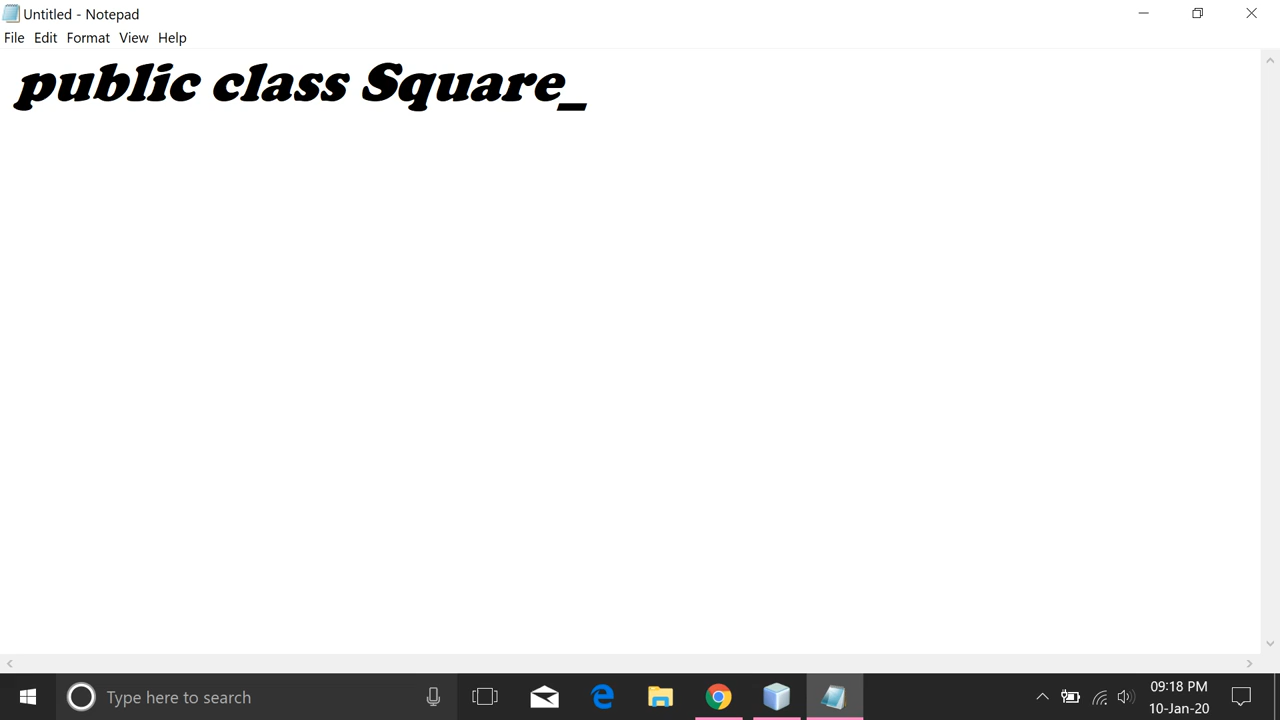 Untitled - Notepad
File Edit Format View Help
public class Square_
Type here to search
09:18 PM
10-Jan-20